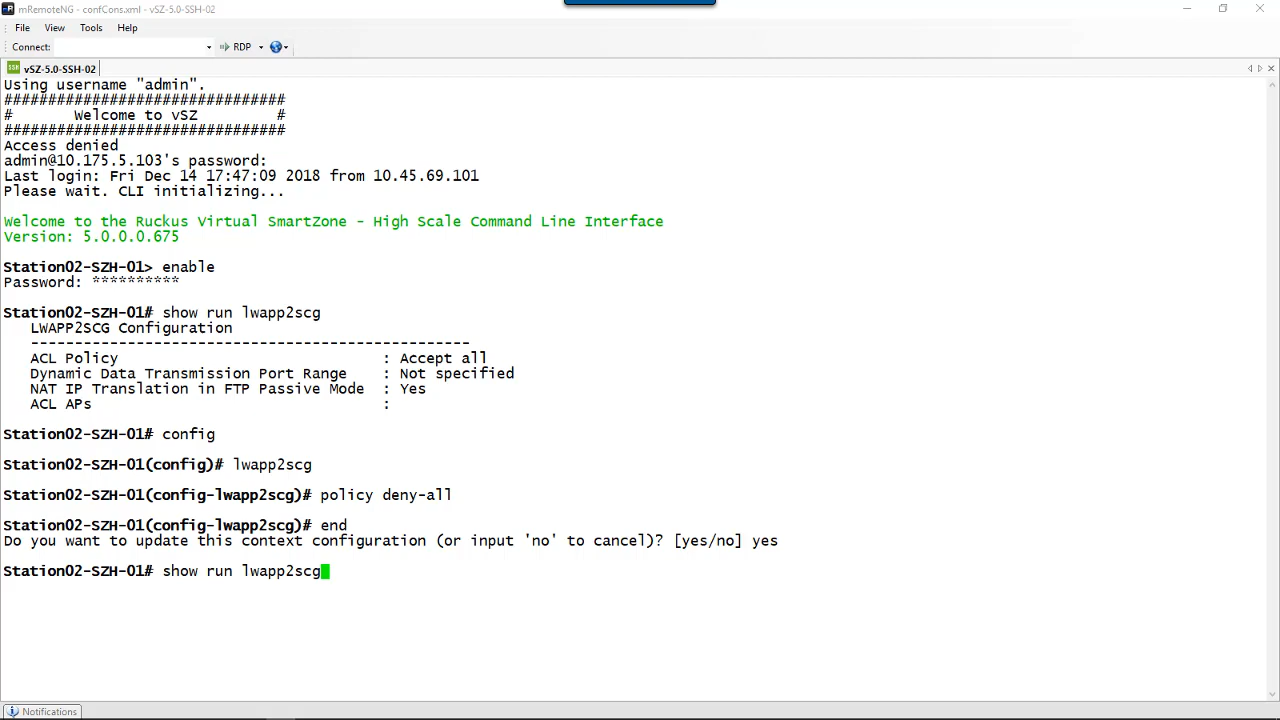 mRemoteNG - confCons.xml - vSZ-5.0-SSH-02
File View Tools Help
Connect: RDP
vSZ-5.0-SSH-02
Using username "admin".
################################
#       Welcome to vSZ         #
################################
Access denied
admin@10.175.5.103's password:
Last login: Fri Dec 14 17:47:09 2018 from 10.45.69.101
Please wait. CLI initializing...
Welcome to the Ruckus Virtual SmartZone - High Scale Command Line Interface
Version: 5.0.0.0.675
Station02-SZH-01> enable
Password: **********
Station02-SZH-01# show run lwapp2scg
LWAPP2SCG Configuration
--------------------------------------------------
ACL Policy : Accept all
Dynamic Data Transmission Port Range : Not specified
NAT IP Translation in FTP Passive Mode : Yes
ACL APs :
Station02-SZH-01# config
Station02-SZH-01(config)# lwapp2scg
Station02-SZH-01(config-lwapp2scg)# policy deny-all
Station02-SZH-01(config-lwapp2scg)# end
Do you want to update this context configuration (or input 'no' to cancel)? [yes/no] yes
Station02-SZH-01# show run lwapp2scg
Notifications